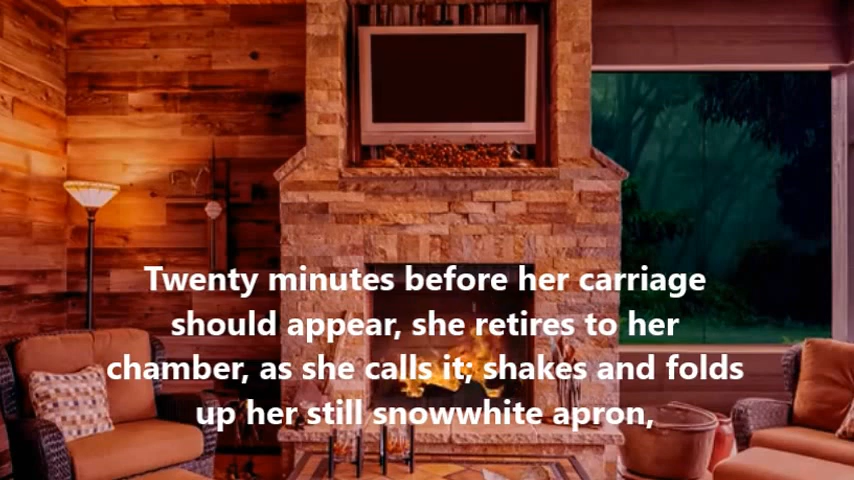 Twenty minutes before her carriage
should appear, she retires to her
chamber, as she calls it; shakes and folds
up her still snowwhite apron,